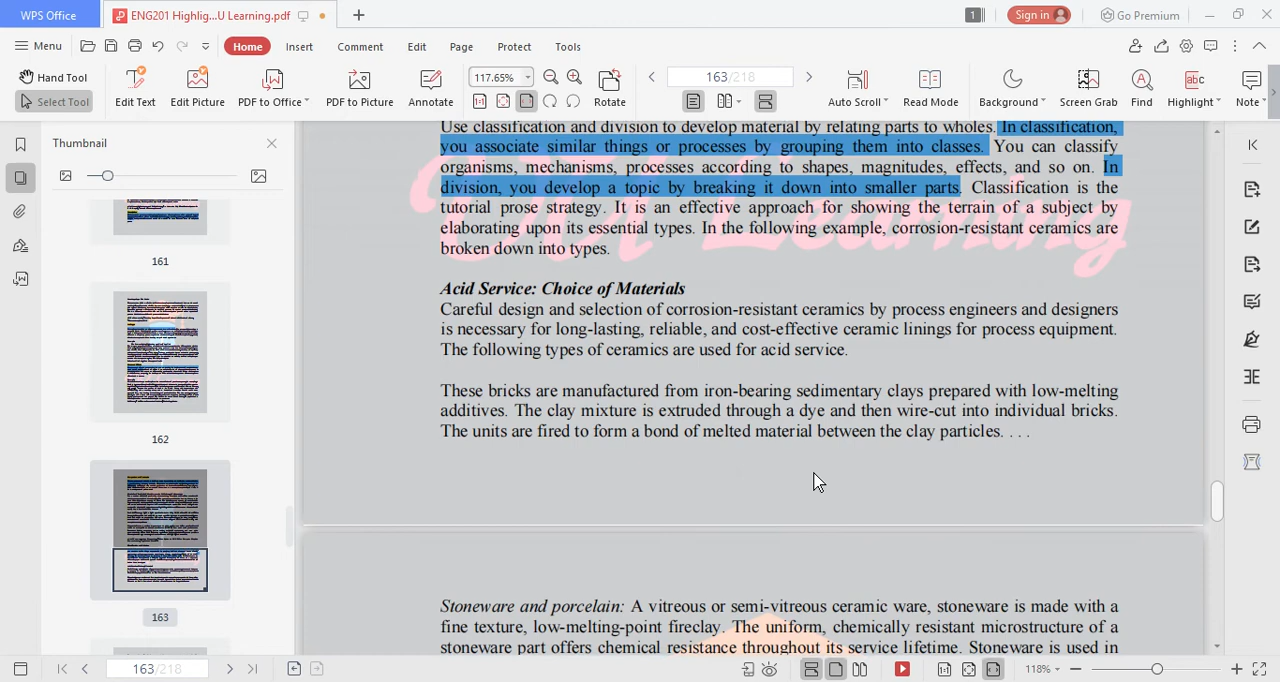 WPS Office
ENG201 Highlig...U Learning.pdf
1
Sign in
Go Premium
Menu
Home
Insert
Comment
Edit
Page
Protect
Tools
Hand Tool
Select Tool
Edit Text
Edit Picture
PDF to Office
PDF to Picture
Annotate
117.65%
Rotate
163/218
Auto Scroll
Read Mode
Background
Screen Grab
Find
Highlight
Note
Thumbnail
161
162
163
Use classification and division to develop material by relating parts to wholes. In classification,
you associate similar things or processes by grouping them into classes. You can classify
organisms, mechanisms, processes according to shapes, magnitudes, effects, and so on. In
division, you develop a topic by breaking it down into smaller parts. Classification is the
tutorial prose strategy. It is an effective approach for showing the terrain of a subject by
elaborating upon its essential types. In the following example, corrosion-resistant ceramics are
broken down into types.
Learning
Acid Service: Choice of Materials
Careful design and selection of corrosion-resistant ceramics by process engineers and designers
is necessary for long-lasting, reliable, and cost-effective ceramic linings for process equipment.
The following types of ceramics are used for acid service.
These bricks are manufactured from iron-bearing sedimentary clays prepared with low-melting
additives. The clay mixture is extruded through a dye and then wire-cut into individual bricks.
The units are fired to form a bond of melted material between the clay particles. . . .
Stoneware and porcelain: A vitreous or semi-vitreous ceramic ware, stoneware is made with a
fine texture, low-melting-point fireclay. The uniform, chemically resistant microstructure of a
stoneware part offers chemical resistance throughout its service lifetime. Stoneware is used in
163/218
118%